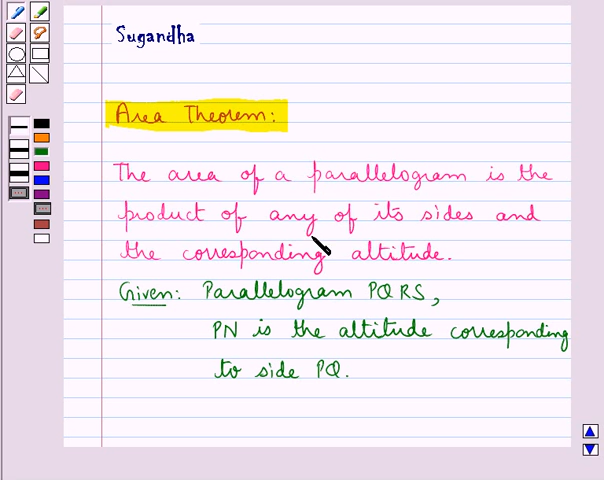 Sugandha
Area Theorem:
The area of a parallelogram is the
product of any of its sides and
the corresponding altitude.
Given: Parallelogram PQRS,
PN is the altitude corresponding
to side PQ.